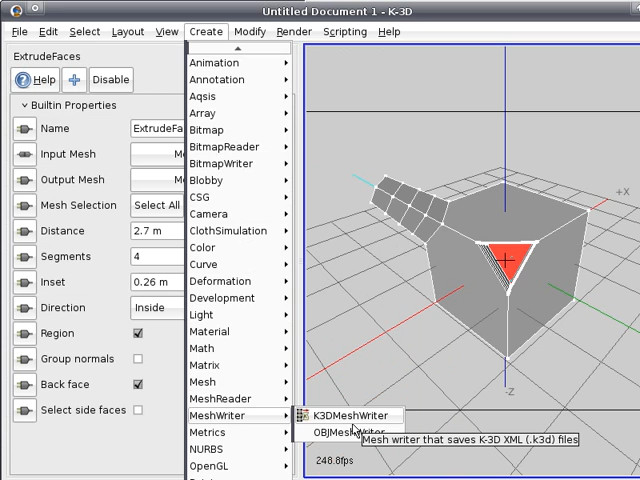 Untitled Document 1 - K-3D
File Edit Select Layout View Create Modify Render Scripting Help
ExtrudeFaces
Help Disable
Builtin Properties
Name ExtrudeFa
Input Mesh
Output Mesh
Mesh Selection Select All
Distance 2.7 m
Segments 4
Inset 0.26 m
Direction Inside
Region
Group normals
Back face
Select side faces
Animation
Annotation
Aqsis
Array
Bitmap
BitmapReader
BitmapWriter
Blobby
CSG
Camera
ClothSimulation
Color
Curve
Deformation
Development
Light
Material
Math
Matrix
Mesh
MeshReader
MeshWriter
Metrics
NURBS
OpenGL
K3DMeshWriter
OBJMeshWriter
Mesh writer that saves K-3D XML (.k3d) files
+X
-Z
248.8fps